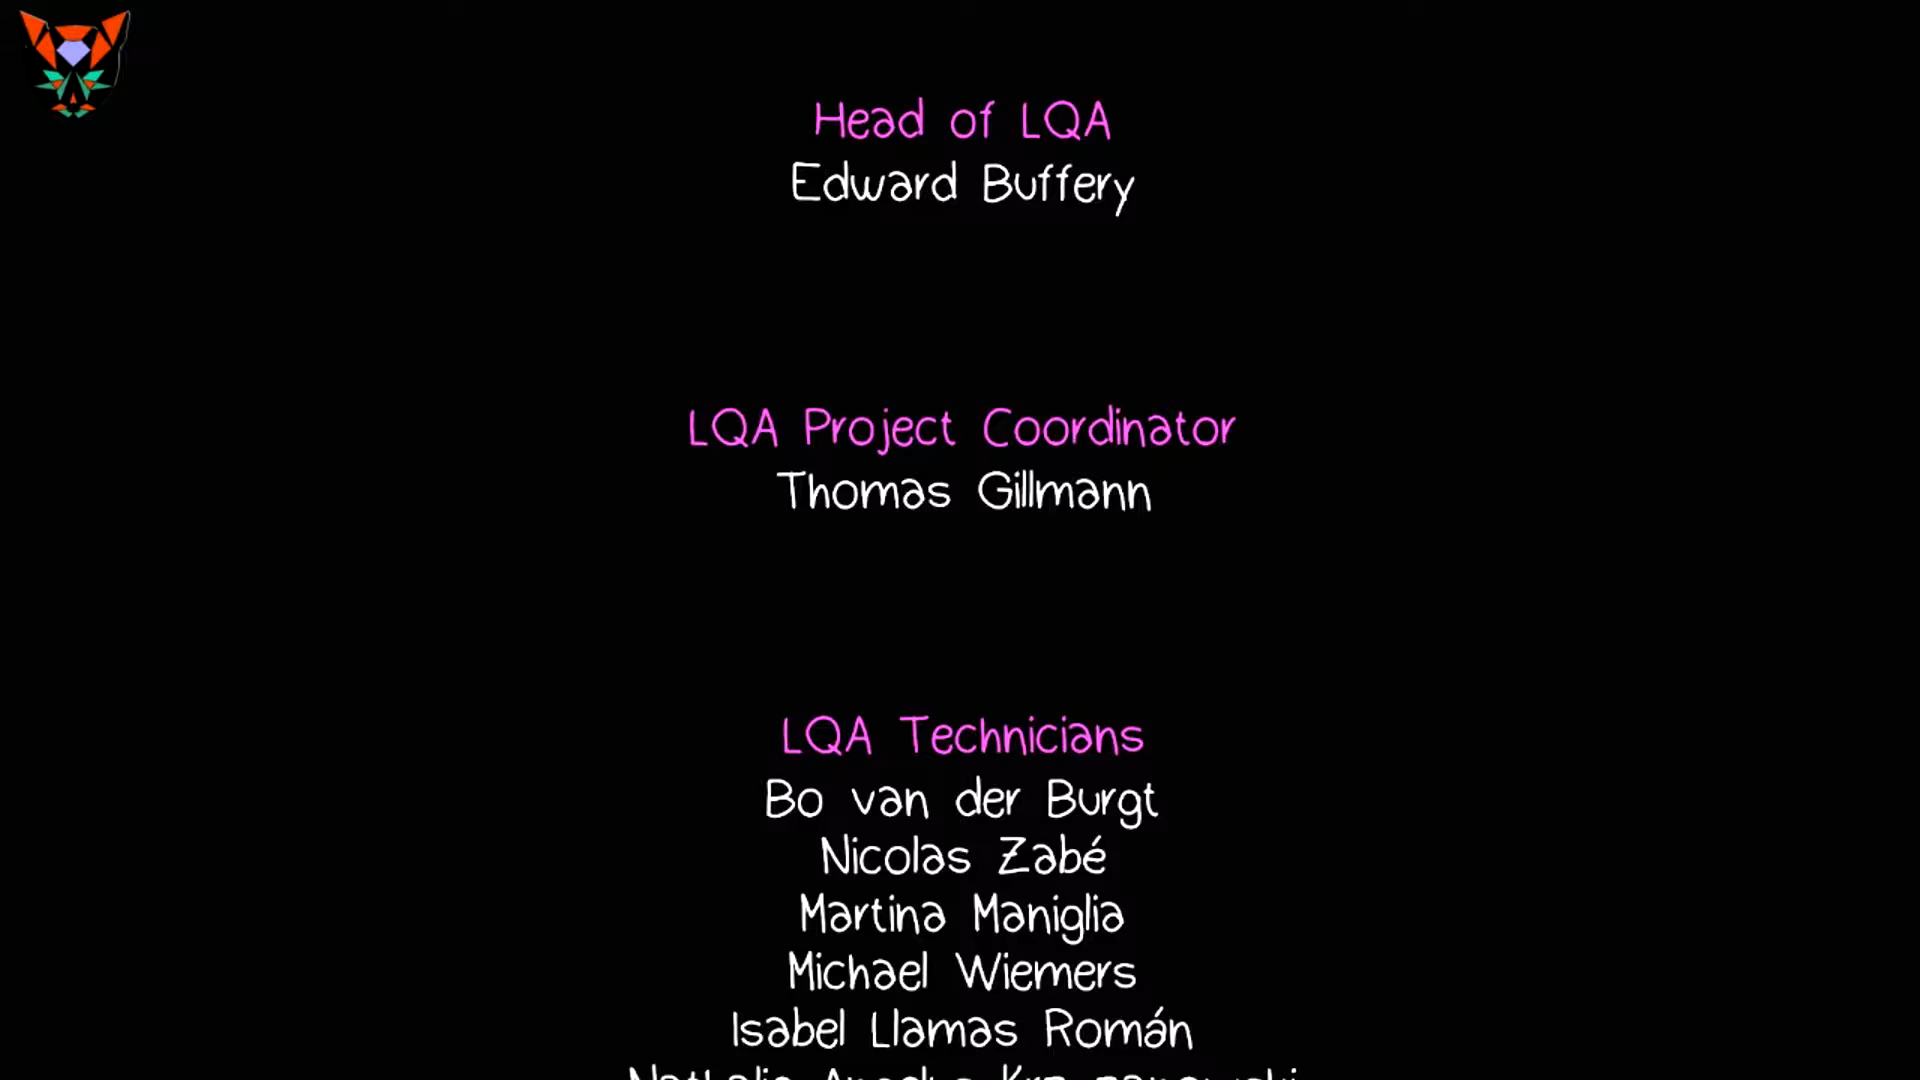 Head of LQA
Edward Buffery
LQA Project Coordinator
Thomas Gillmann
LQA Technicians
Bo van der Burgt
Nicolas Zabé
Martina Maniglia
Michael Wiemers
Isabel Llamas Román